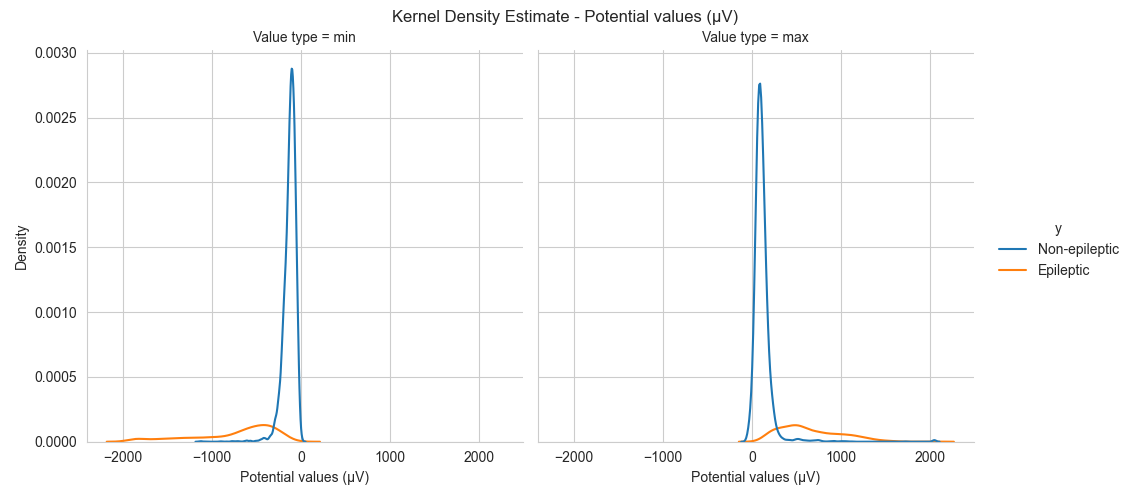 Kernel Density Estimate - Potential values (µV)
Value type = min
Value type = max
0.0030
0.0025
0.0020
0.0015
0.0010
0.0005
0.0000
Density
−2000 −1000 0 1000 2000
−2000 −1000 0 1000 2000
Potential values (µV)
Potential values (µV)
y
Non-epileptic
Epileptic